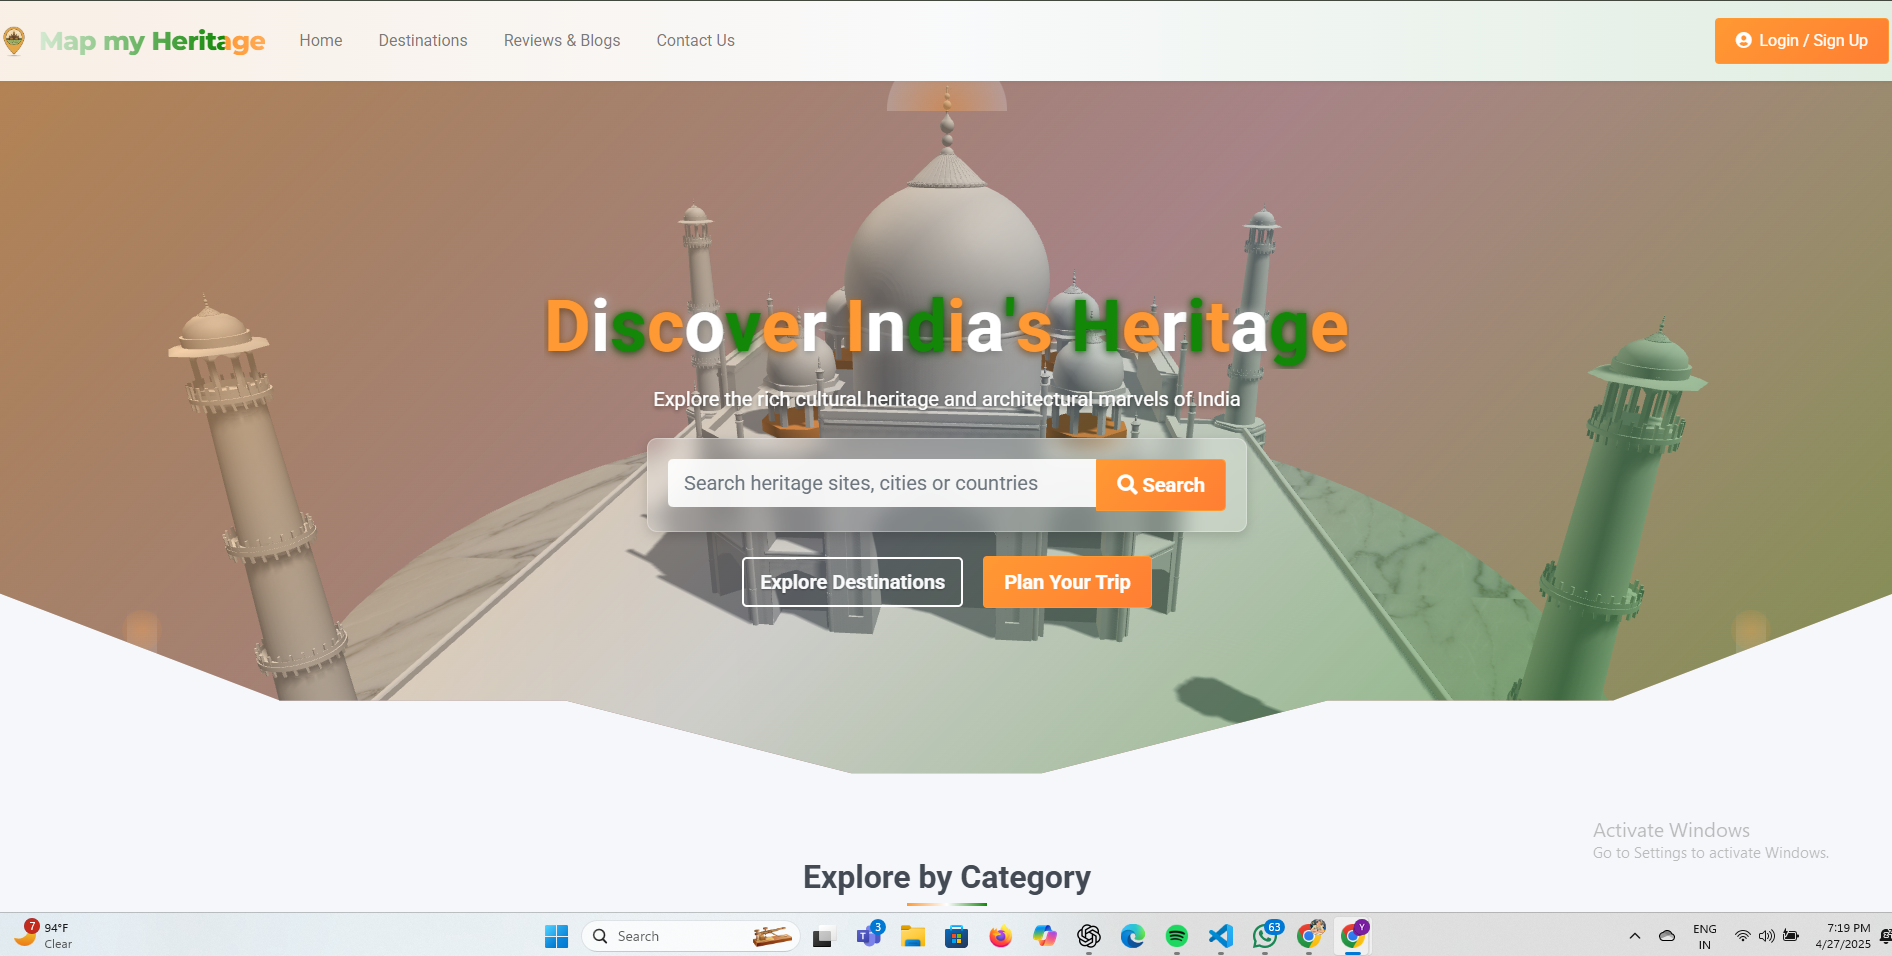 Map my Heritage
Home
Destinations
Reviews & Blogs
Contact Us
Login / Sign Up
Discover India's Heritage
Explore the rich cultural heritage and architectural marvels of India
Search heritage sites, cities or countries
Search
Explore Destinations
Plan Your Trip
Activate Windows
Go to Settings to activate Windows.
Explore by Category
7
94°F
Clear
Search
3
63
Y
ENG
IN
7:19 PM
4/27/2025